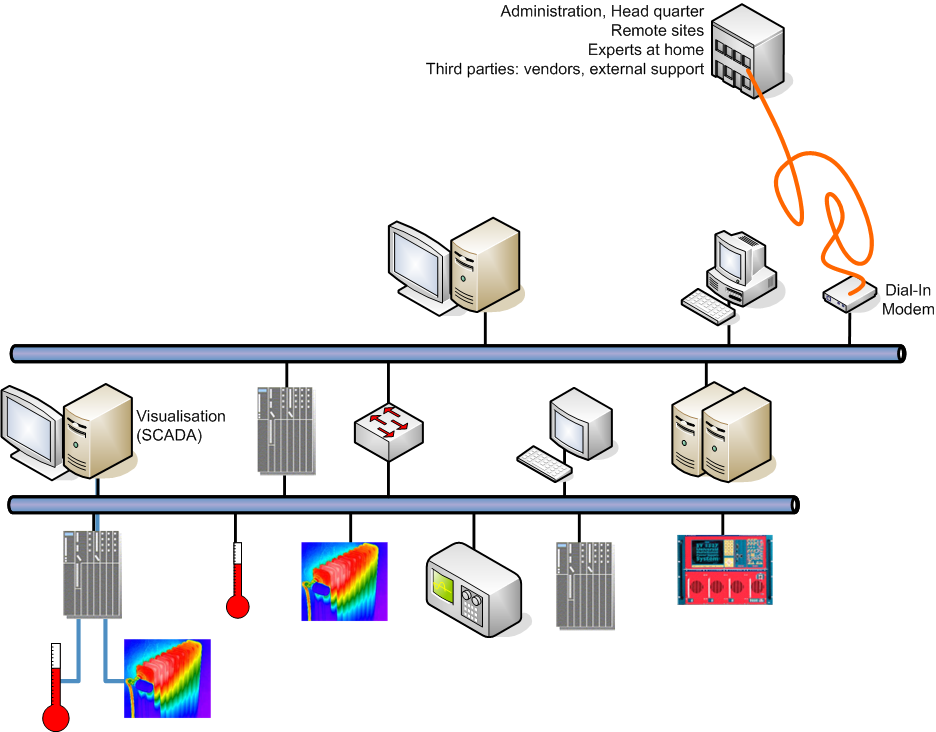 Administration, Head quarter
Remote sites
Experts at home
Third parties: vendors, external support
Dial-In
Modem
Visualisation
(SCADA)